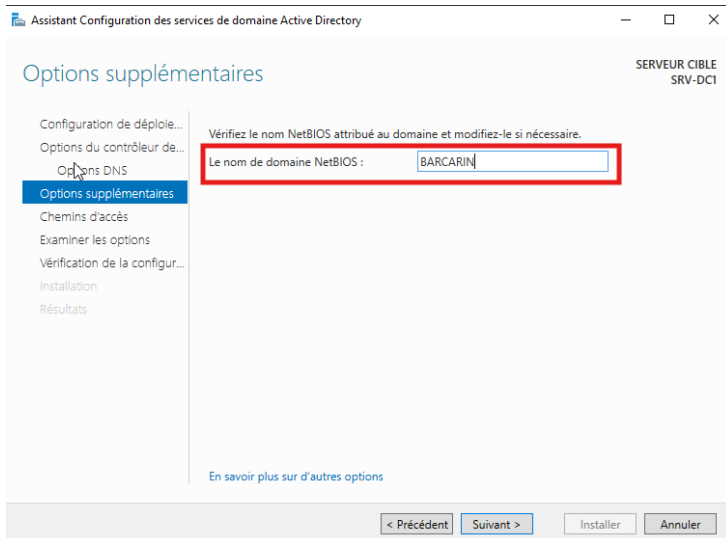 Assistant Configuration des services de domaine Active Directory
Options supplémentaires
SERVEUR CIBLE
SRV-DC1
Configuration de déploie...
Options du contrôleur de...
Options DNS
Options supplémentaires
Chemins d'accès
Examiner les options
Vérification de la configur...
Installation
Résultats
Vérifiez le nom NetBIOS attribué au domaine et modifiez-le si nécessaire.
Le nom de domaine NetBIOS :
BARCARIN
En savoir plus sur d'autres options
< Précédent
Suivant >
Installer
Annuler